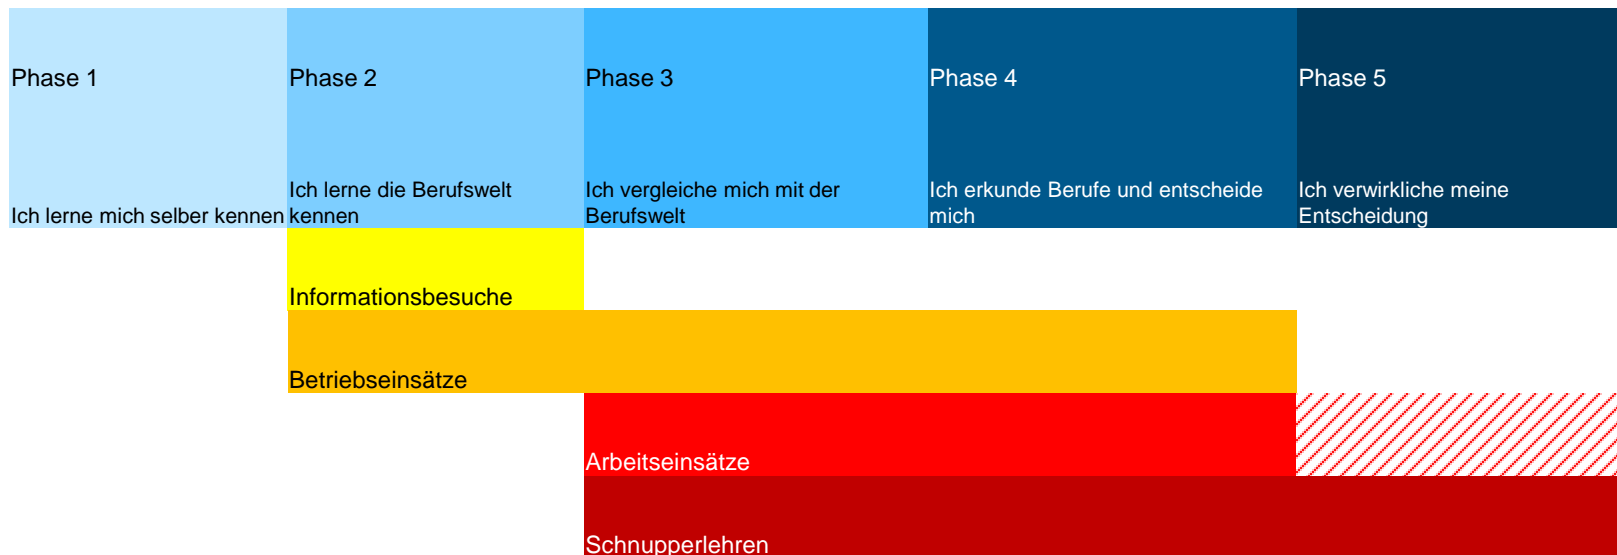 Phase 1
Phase 2
Phase 3
Phase 4
Phase 5
Ich lerne mich selber kennen
Ich lerne die Berufswelt
kennen
Ich vergleiche mich mit der
Berufswelt
Ich erkunde Berufe und entscheide
mich
Ich verwirkliche meine
Entscheidung
Informationsbesuche
Betriebseinsätze
Arbeitseinsätze
Schnupperlehren